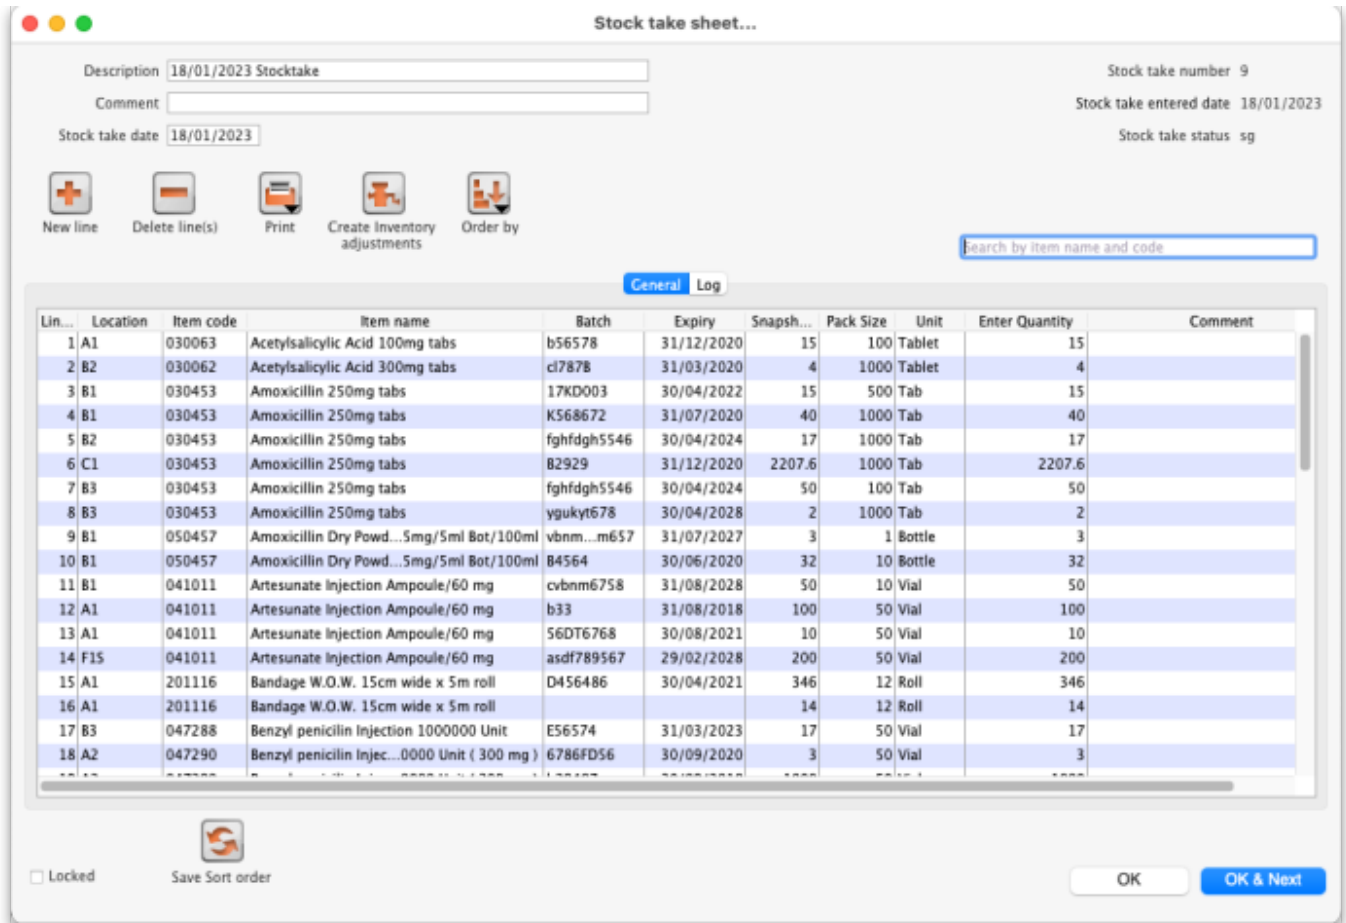 Stock take sheet...
Description 18/01/2023 Stocktake
Stock take number 9
Comment
Stock take entered date 18/01/2023
Stock take date 18/01/2023
Stock take status sg
New line Delete line(s) Print Create Inventory adjustments Order by
Search by item name and code
General Log
Lin... Location Item code Item name Batch Expiry Snapsh... Pack Size Unit Enter Quantity Comment
1 A1 030063 Acetylsalicylic Acid 100mg tabs b56578 31/12/2020 15 100 Tablet 15
2 B2 030062 Acetylsalicylic Acid 300mg tabs cl787B 31/03/2020 4 1000 Tablet 4
3 B1 030453 Amoxicillin 250mg tabs 17KD003 30/04/2022 15 500 Tab 15
4 B1 030453 Amoxicillin 250mg tabs K568672 31/07/2020 40 1000 Tab 40
5 B2 030453 Amoxicillin 250mg tabs fghfdgh5546 30/04/2024 17 1000 Tab 17
6 C1 030453 Amoxicillin 250mg tabs B2929 31/12/2020 2207.6 1000 Tab 2207.6
7 B3 030453 Amoxicillin 250mg tabs fghfdgh5546 30/04/2024 50 100 Tab 50
8 B3 030453 Amoxicillin 250mg tabs ygukyt678 30/04/2028 2 1000 Tab 2
9 B1 050457 Amoxicillin Dry Powd...5mg/5ml Bot/100ml vbnm...m657 31/07/2027 3 1 Bottle 3
10 B1 050457 Amoxicillin Dry Powd...5mg/5ml Bot/100ml B4564 30/06/2020 32 10 Bottle 32
11 B1 041011 Artesunate Injection Ampoule/60 mg cvbnm6758 31/08/2028 50 10 Vial 50
12 A1 041011 Artesunate Injection Ampoule/60 mg b33 31/08/2018 100 50 Vial 100
13 A1 041011 Artesunate Injection Ampoule/60 mg 56DT6768 30/08/2021 10 50 Vial 10
14 F15 041011 Artesunate Injection Ampoule/60 mg asdf789567 29/02/2028 200 50 Vial 200
15 A1 201116 Bandage W.O.W. 15cm wide x 5m roll D456486 30/04/2021 346 12 Roll 346
16 A1 201116 Bandage W.O.W. 15cm wide x 5m roll 14 12 Roll 14
17 B3 047288 Benzyl penicilin Injection 1000000 Unit E56574 31/03/2023 17 50 Vial 17
18 A2 047290 Benzyl penicilin Injec...0000 Unit ( 300 mg ) 6786FD56 30/09/2020 3 50 Vial 3
Locked
Save Sort order
OK
OK & Next